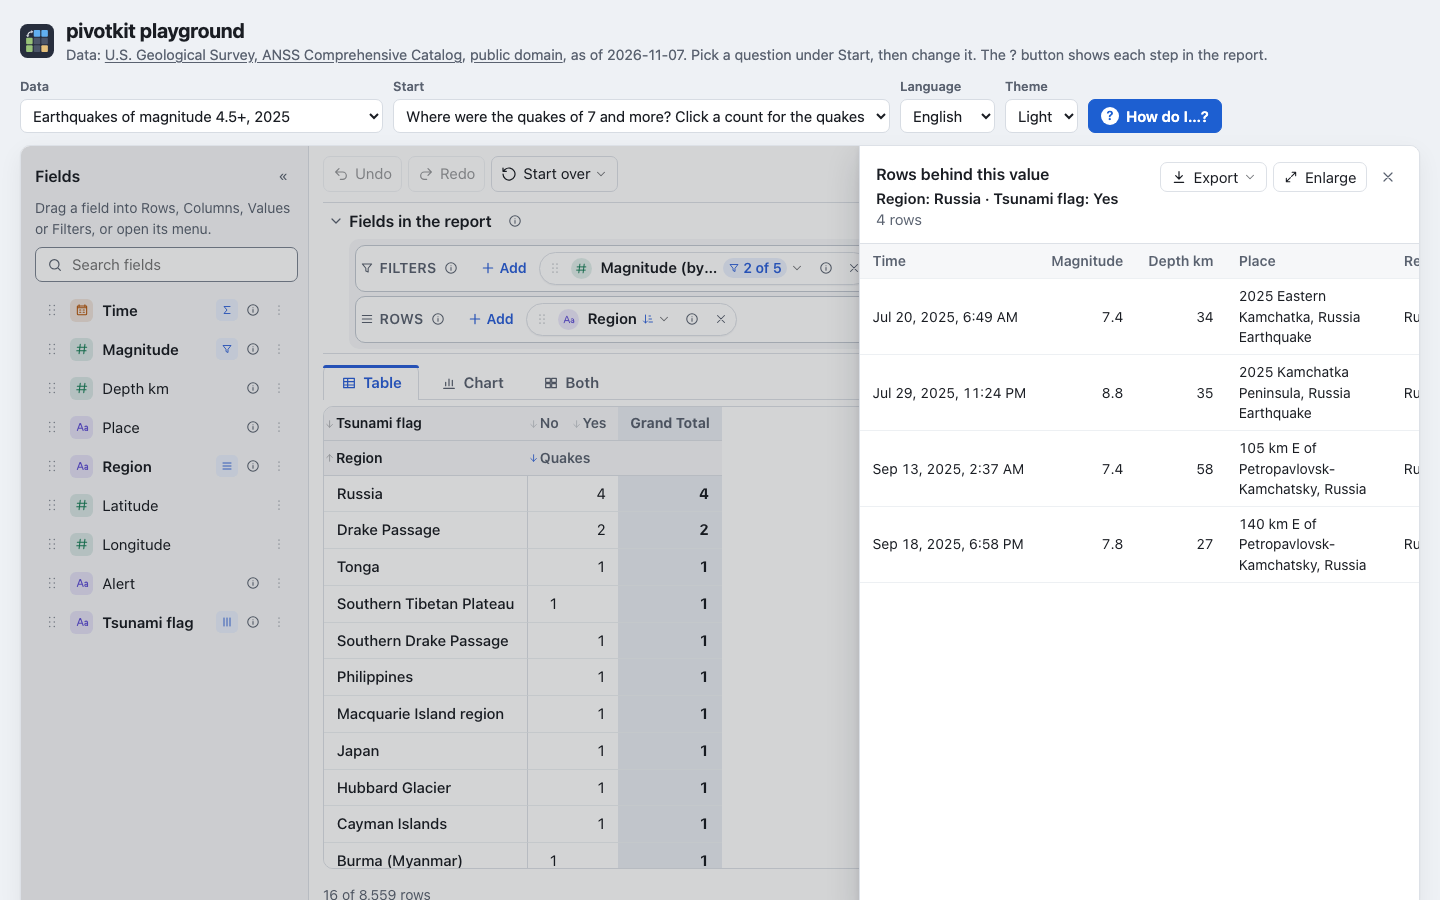 pivotkit playground
Data: U.S. Geological Survey, ANSS Comprehensive Catalog, public domain, as of 2026-11-07. Pick a question under Start, then change it. The ? button shows each step in the report.
Data
Start
Language
Theme
Earthquakes of magnitude 4.5+, 2025
Where were the quakes of 7 and more? Click a count for the quakes
English
Light
? How do I...?
Fields
«
Drag a field into Rows, Columns, Values
or Filters, or open its menu.
Search fields
Time
Σ
# Magnitude
# Depth km
Aa Place
Aa Region
# Latitude
# Longitude
Aa Alert
Aa Tsunami flag
Undo
Redo
Start over
Fields in the report
FILTERS
+ Add
# Magnitude (by...
2 of 5
ROWS
+ Add
Aa Region
Table
Chart
Both
↓ Tsunami flag ↓ No ↓ Yes Grand Total
↑ Region ↓ Quakes
Russia 4 4
Drake Passage 2 2
Tonga 1 1
Southern Tibetan Plateau 1 1
Southern Drake Passage 1 1
Philippines 1 1
Macquarie Island region 1 1
Japan 1 1
Hubbard Glacier 1 1
Cayman Islands 1 1
Burma (Myanmar) 1 1
16 of 8,559 rows
Rows behind this value
Region: Russia · Tsunami flag: Yes
4 rows
Export
Enlarge
Time Magnitude Depth km Place Re
Jul 20, 2025, 6:49 AM 7.4 34 2025 Eastern
Kamchatka, Russia
Earthquake
Ru
Jul 29, 2025, 11:24 PM 8.8 35 2025 Kamchatka
Peninsula, Russia
Earthquake
Ru
Sep 13, 2025, 2:37 AM 7.4 58 105 km E of
Petropavlovsk-
Kamchatsky, Russia
Ru
Sep 18, 2025, 6:58 PM 7.8 27 140 km E of
Petropavlovsk-
Kamchatsky, Russia
Ru